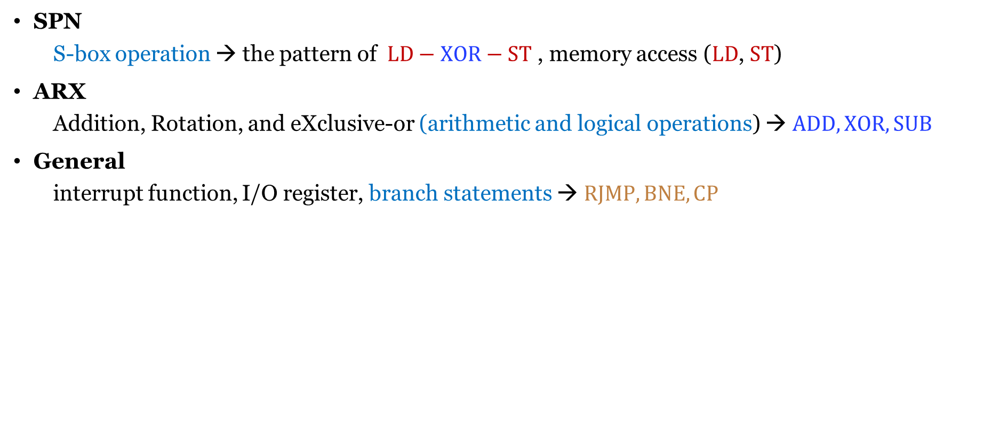 • SPN
S-box operation → the pattern of LD – XOR – ST , memory access (LD, ST)
• ARX
Addition, Rotation, and eXclusive-or (arithmetic and logical operations) → ADD, XOR, SUB
• General
interrupt function, I/O register, branch statements → RJMP, BNE, CP